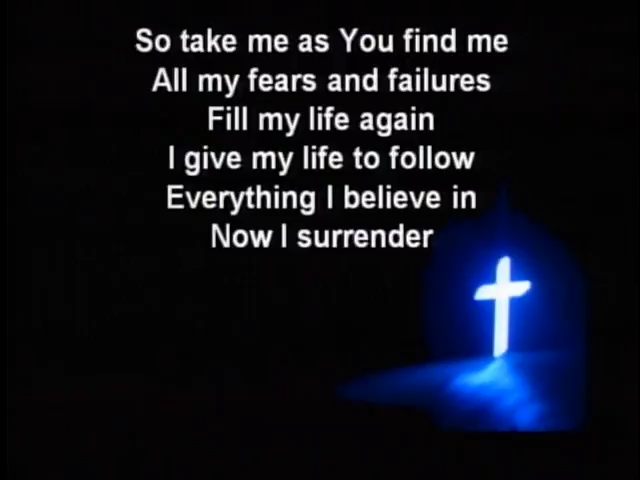 So take me as You find me
All my fears and failures
Fill my life again
I give my life to follow
Everything I believe in
Now I surrender